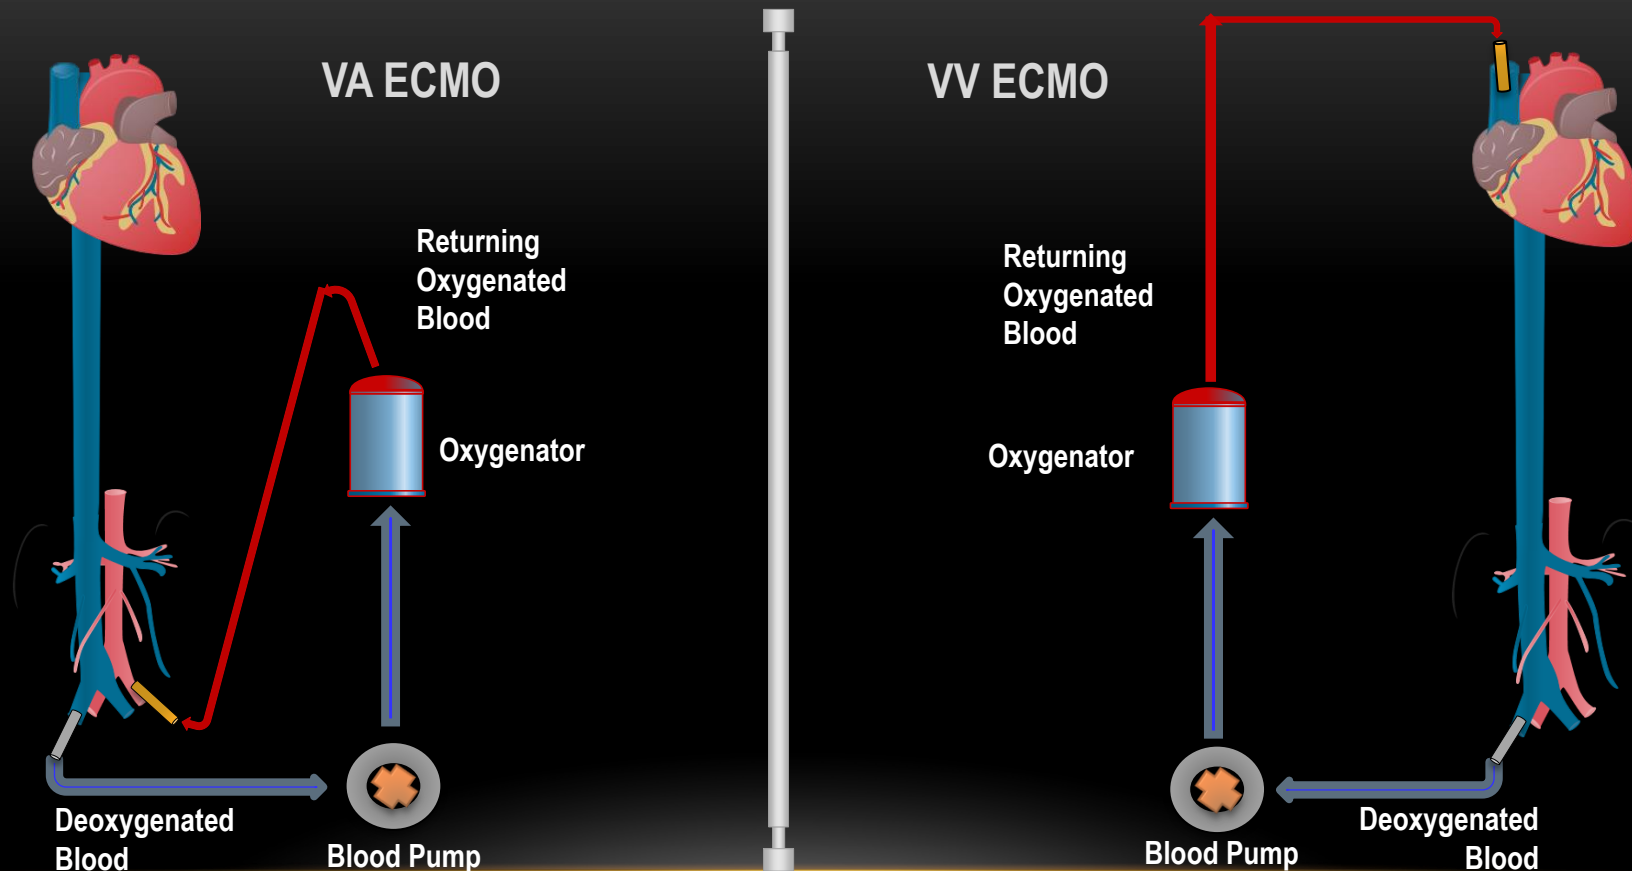 VA ECMO
Returning
Oxygenated
Blood
Oxygenator
Deoxygenated
Blood
Blood Pump
VV ECMO
Returning
Oxygenated
Blood
Oxygenator
Blood Pump
Deoxygenated
Blood